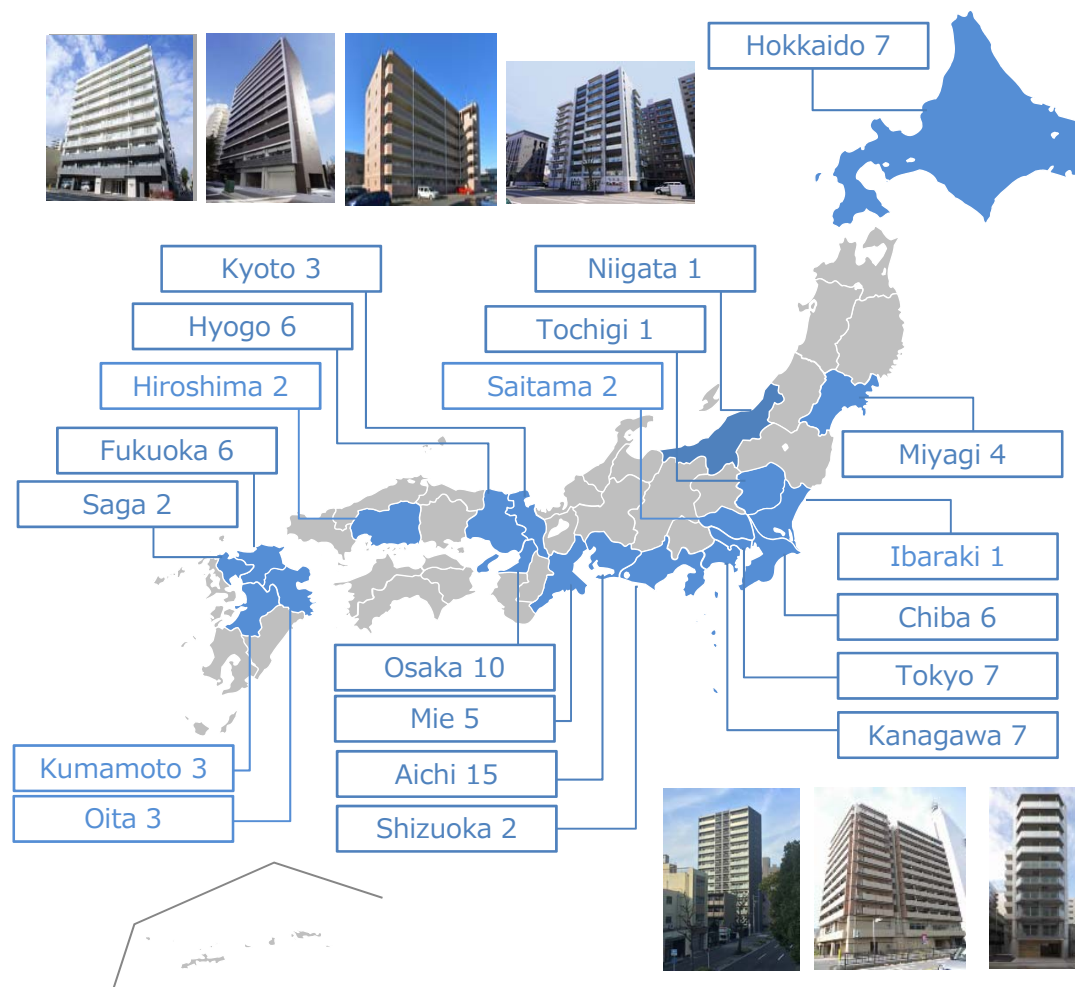 Hokkaido 7
Kyoto 3
Niigata 1
Hyogo 6
Tochigi 1
Hiroshima 2
Saitama 2
Fukuoka 6
Miyagi 4
Saga 2
Ibaraki 1
Chiba 6
Osaka 10
Tokyo 7
Mie 5
Kanagawa 7
Kumamoto 3
Aichi 15
Oita 3
Shizuoka 2